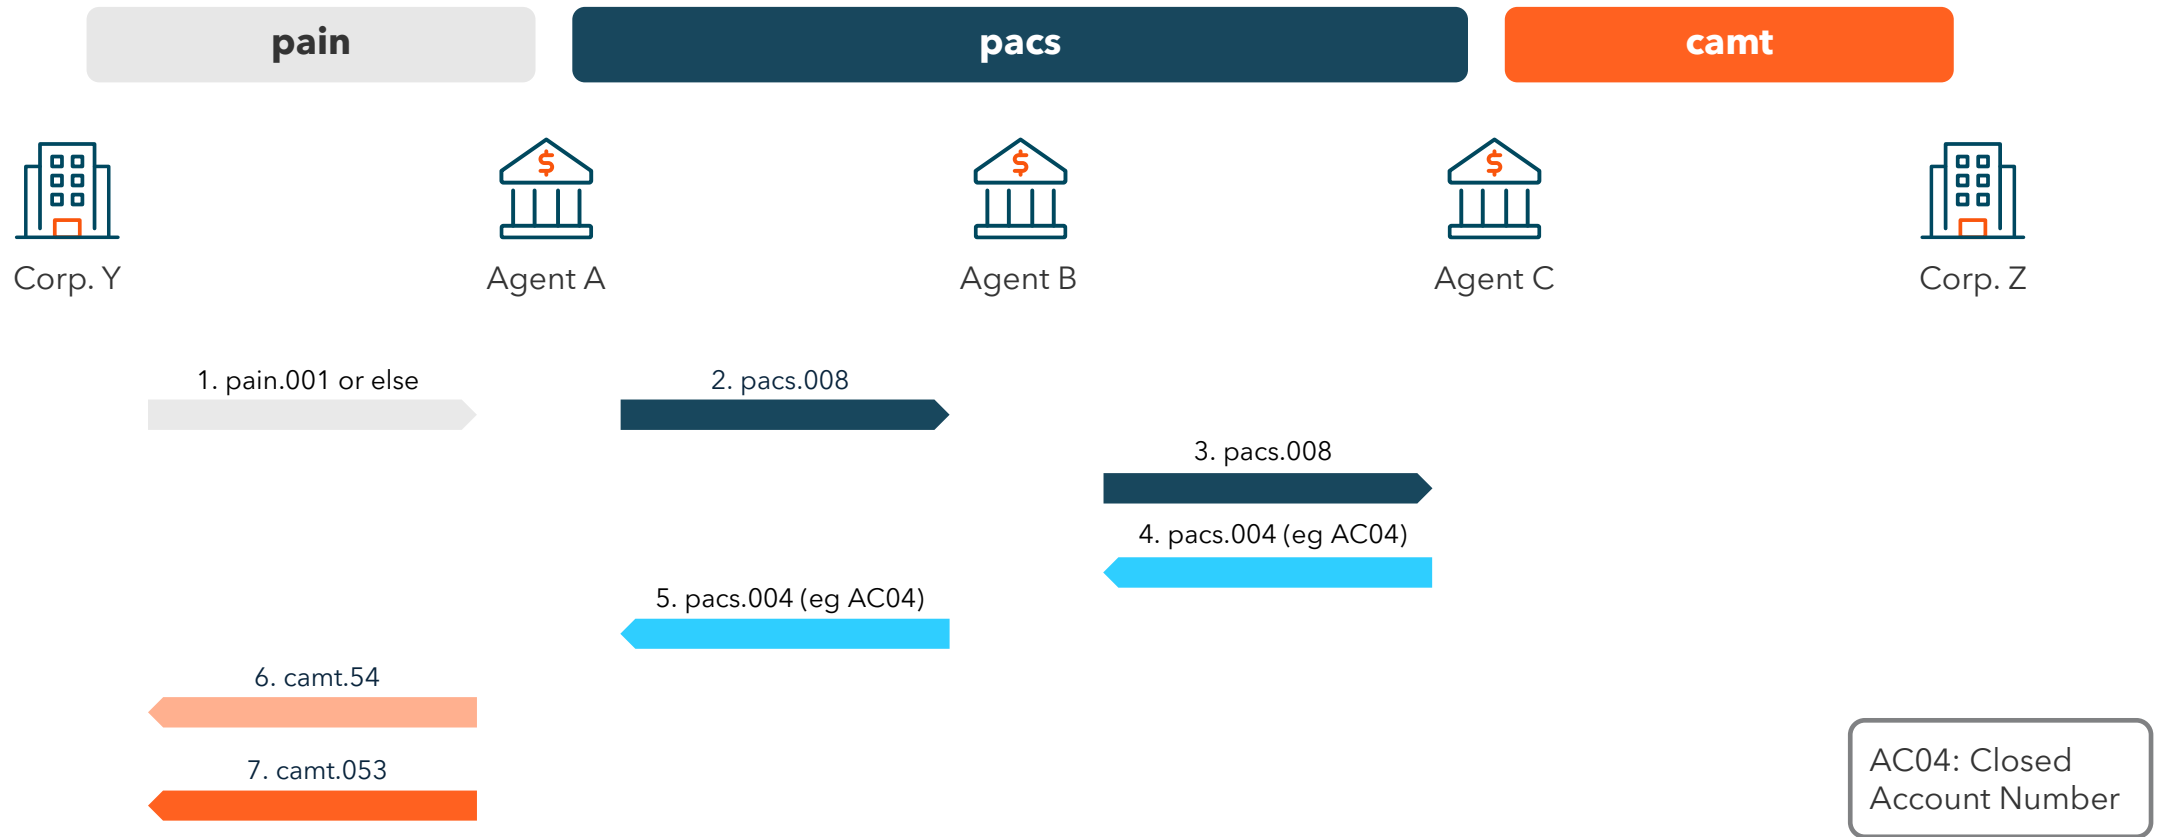 pain
pacs
camt
$
$
$
Corp. Y
Agent A
Agent B
Agent C
Corp. Z
1. pain.001 or else
2. pacs.008
3. pacs.008
4. pacs.004 (eg AC04)
5. pacs.004 (eg AC04)
6. camt.54
7. camt.053
AC04: Closed
Account Number